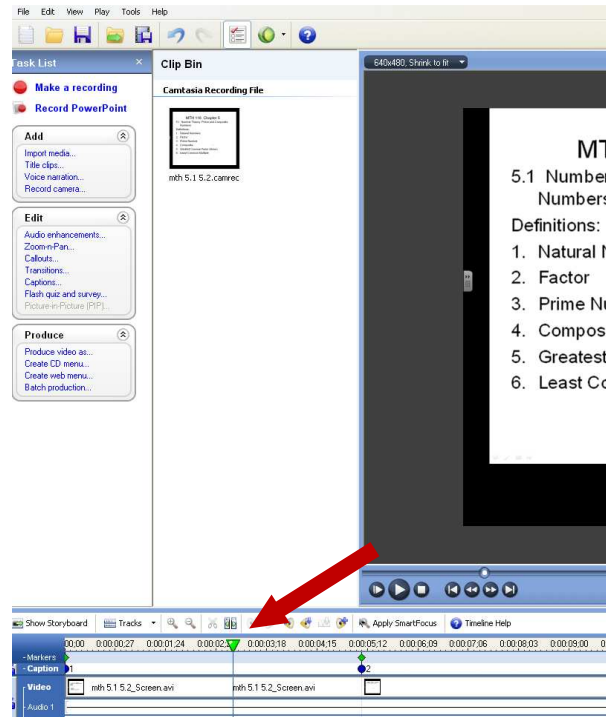 File Edit View Play Tools Help
Task List ×
Make a recording
Record PowerPoint
Add
Import media...
Title clips...
Voice narration...
Record camera...
Edit
Audio enhancements...
Zoom-n-Pan...
Callouts...
Transitions...
Captions...
Flash quiz and survey...
Picture-in-Picture (PIP)...
Produce
Produce video as...
Create CD menu...
Create web menu...
Batch production...
Clip Bin
Camtasia Recording File
mth 5.1 5.2.camrec
640x480, Shrink to fit
MT
5.1 Number
Numbers
Definitions:
1. Natural N
2. Factor
3. Prime Nu
4. Compos
5. Greatest
6. Least Co
Show Storyboard Tracks Apply SmartFocus Timeline Help
00;00 0:00:00;27 0:00:01;24 0:00:02; 0:00:03;18 0:00:04;15 0:00:05;12 0:00:06;09 0:00:07;06 0:00:08;03 0:00:09;00
- Markers
- Caption 1 2
Video mth 5.1 5.2_Screen.avi mth 5.1 5.2_Screen.avi
- Audio 1